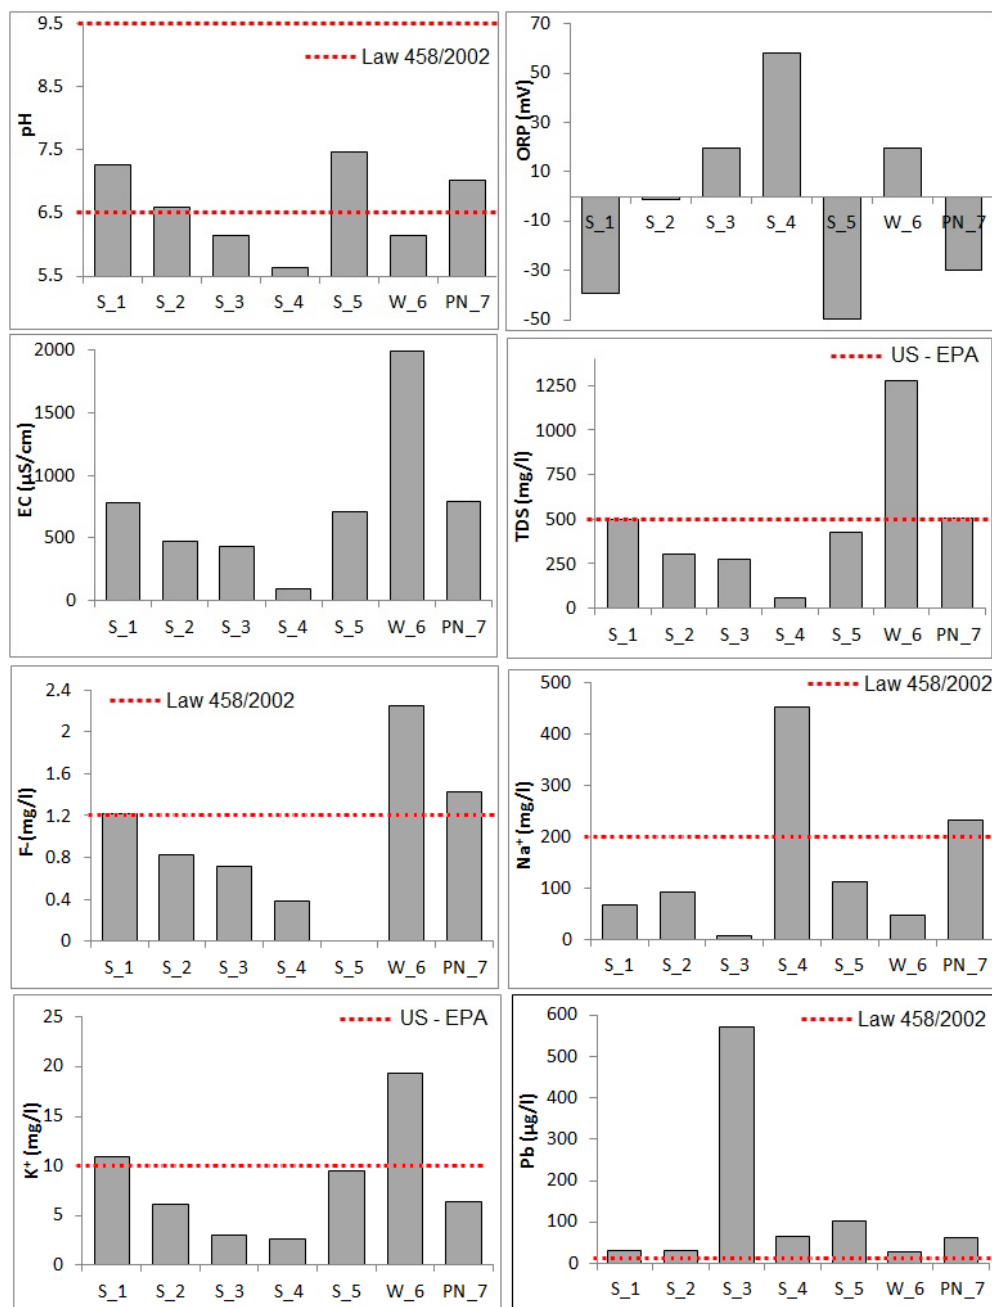 9.5
8.5
7.5
6.5
5.5
pH
Law 458/2002
S_1 S_2 S_3 S_4 S_5 W_6 PN_7
70
50
30
10
-10
-30
-50
ORP (mV)
S_1 S_2 S_3 S_4 S_5 W_6 PN_7
2000
1500
1000
500
0
EC (µS/cm)
S_1 S_2 S_3 S_4 S_5 W_6 PN_7
US - EPA
1250
1000
750
500
250
0
TDS (mg/l)
S_1 S_2 S_3 S_4 S_5 W_6 PN_7
2.4
2
1.6
1.2
0.8
0.4
0
F-(mg/l)
Law 458/2002
S_1 S_2 S_3 S_4 S_5 W_6 PN_7
Law 458/2002
500
400
300
200
100
0
Na⁺ (mg/l)
S_1 S_2 S_3 S_4 S_5 W_6 PN_7
US - EPA
25
20
15
10
5
0
K⁺ (mg/l)
S_1 S_2 S_3 S_4 S_5 W_6 PN_7
Law 458/2002
600
500
400
300
200
100
0
Pb (µg/l)
S_1 S_2 S_3 S_4 S_5 W_6 PN_7